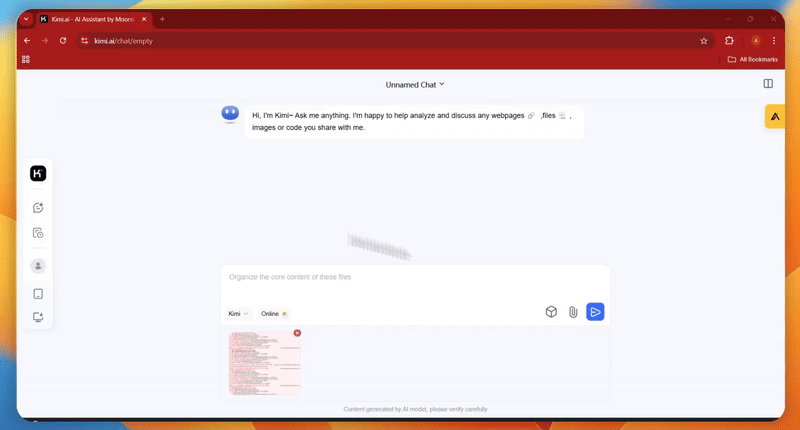 Kimi.ai - AI Assistant by Moons
kimi.ai/chat/empty
All Bookmarks
Unnamed Chat
Hi, I'm Kimi~ Ask me anything. I'm happy to help analyze and discuss any webpages ,files ,
images or code you share with me.
Organize the core content of these files
Kimi
Online
Content generated by AI model, please verify carefully